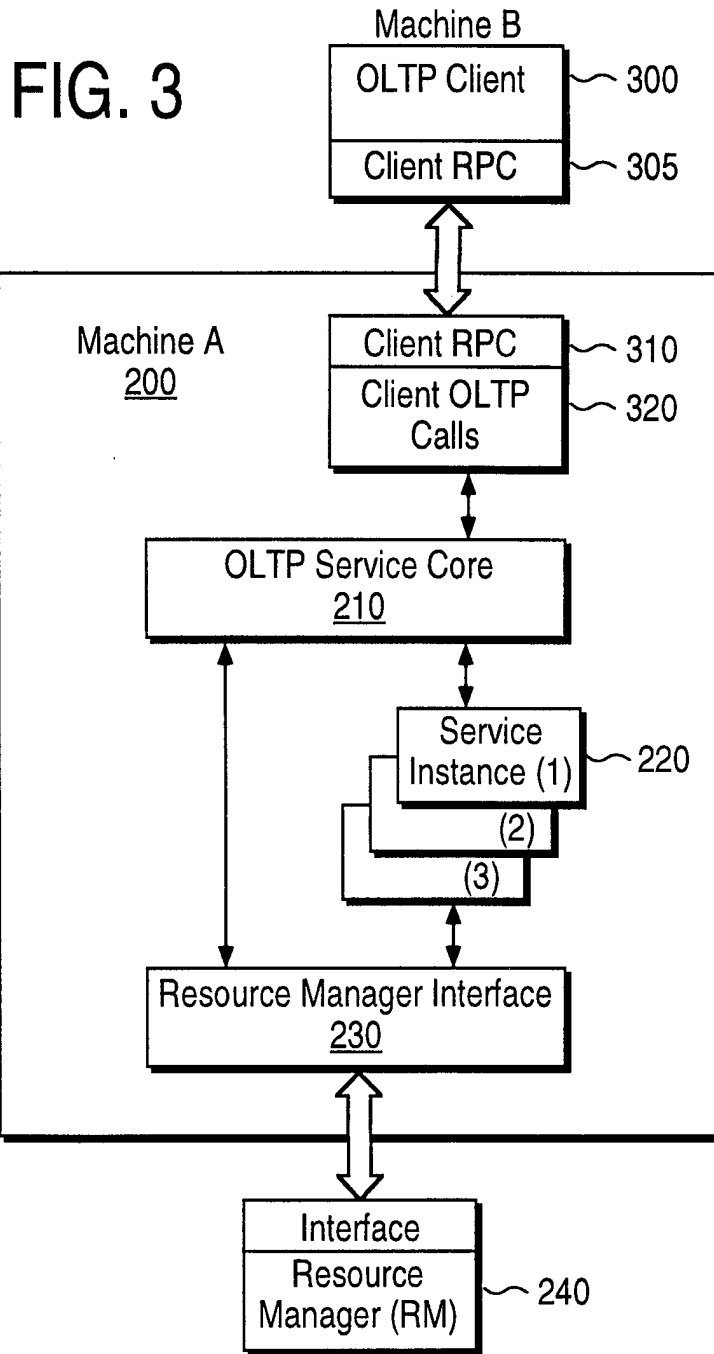 Machine B
FIG. 3
OLTP Client
300
Client RPC
305
Machine A
200
Client RPC
310
Client OLTP
Calls
320
OLTP Service Core
210
Service
Instance (1)
220
(2)
(3)
Resource Manager Interface
230
Interface
Resource
Manager (RM)
240